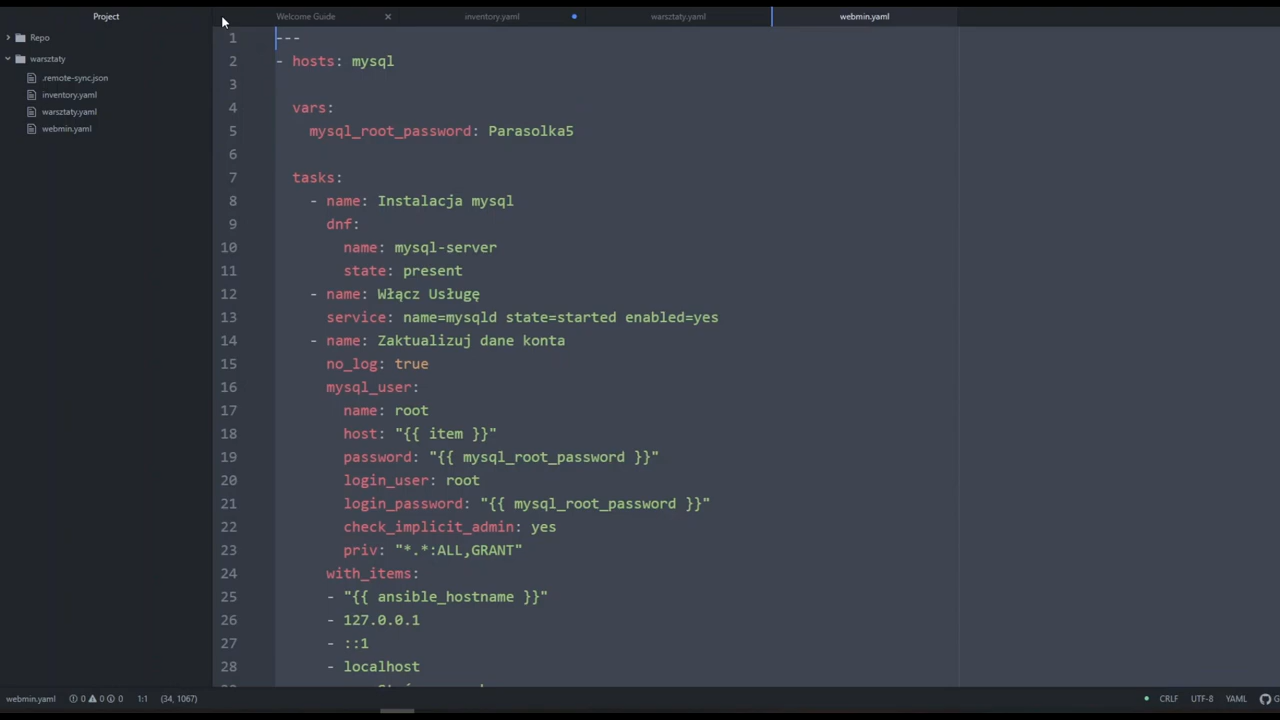 Project
Welcome Guide
inventory.yaml
warsztaty.yaml
webmin.yaml
Repo
warsztaty
.remote-sync.json
inventory.yaml
warsztaty.yaml
webmin.yaml
1 ---
2 - hosts: mysql
3
4 vars:
5 mysql_root_password: Parasolka5
6
7 tasks:
8 - name: Instalacja mysql
9 dnf:
10 name: mysql-server
11 state: present
12 - name: Włącz Usługę
13 service: name=mysqld state=started enabled=yes
14 - name: Zaktualizuj dane konta
15 no_log: true
16 mysql_user:
17 name: root
18 host: "{{ item }}"
19 password: "{{ mysql_root_password }}"
20 login_user: root
21 login_password: "{{ mysql_root_password }}"
22 check_implicit_admin: yes
23 priv: "*.*:ALL,GRANT"
24 with_items:
25 - "{{ ansible_hostname }}"
26 - 127.0.0.1
27 - ::1
28 - localhost
webmin.yaml 0 0 0 1:1 (34, 1067) CRLF UTF-8 YAML G